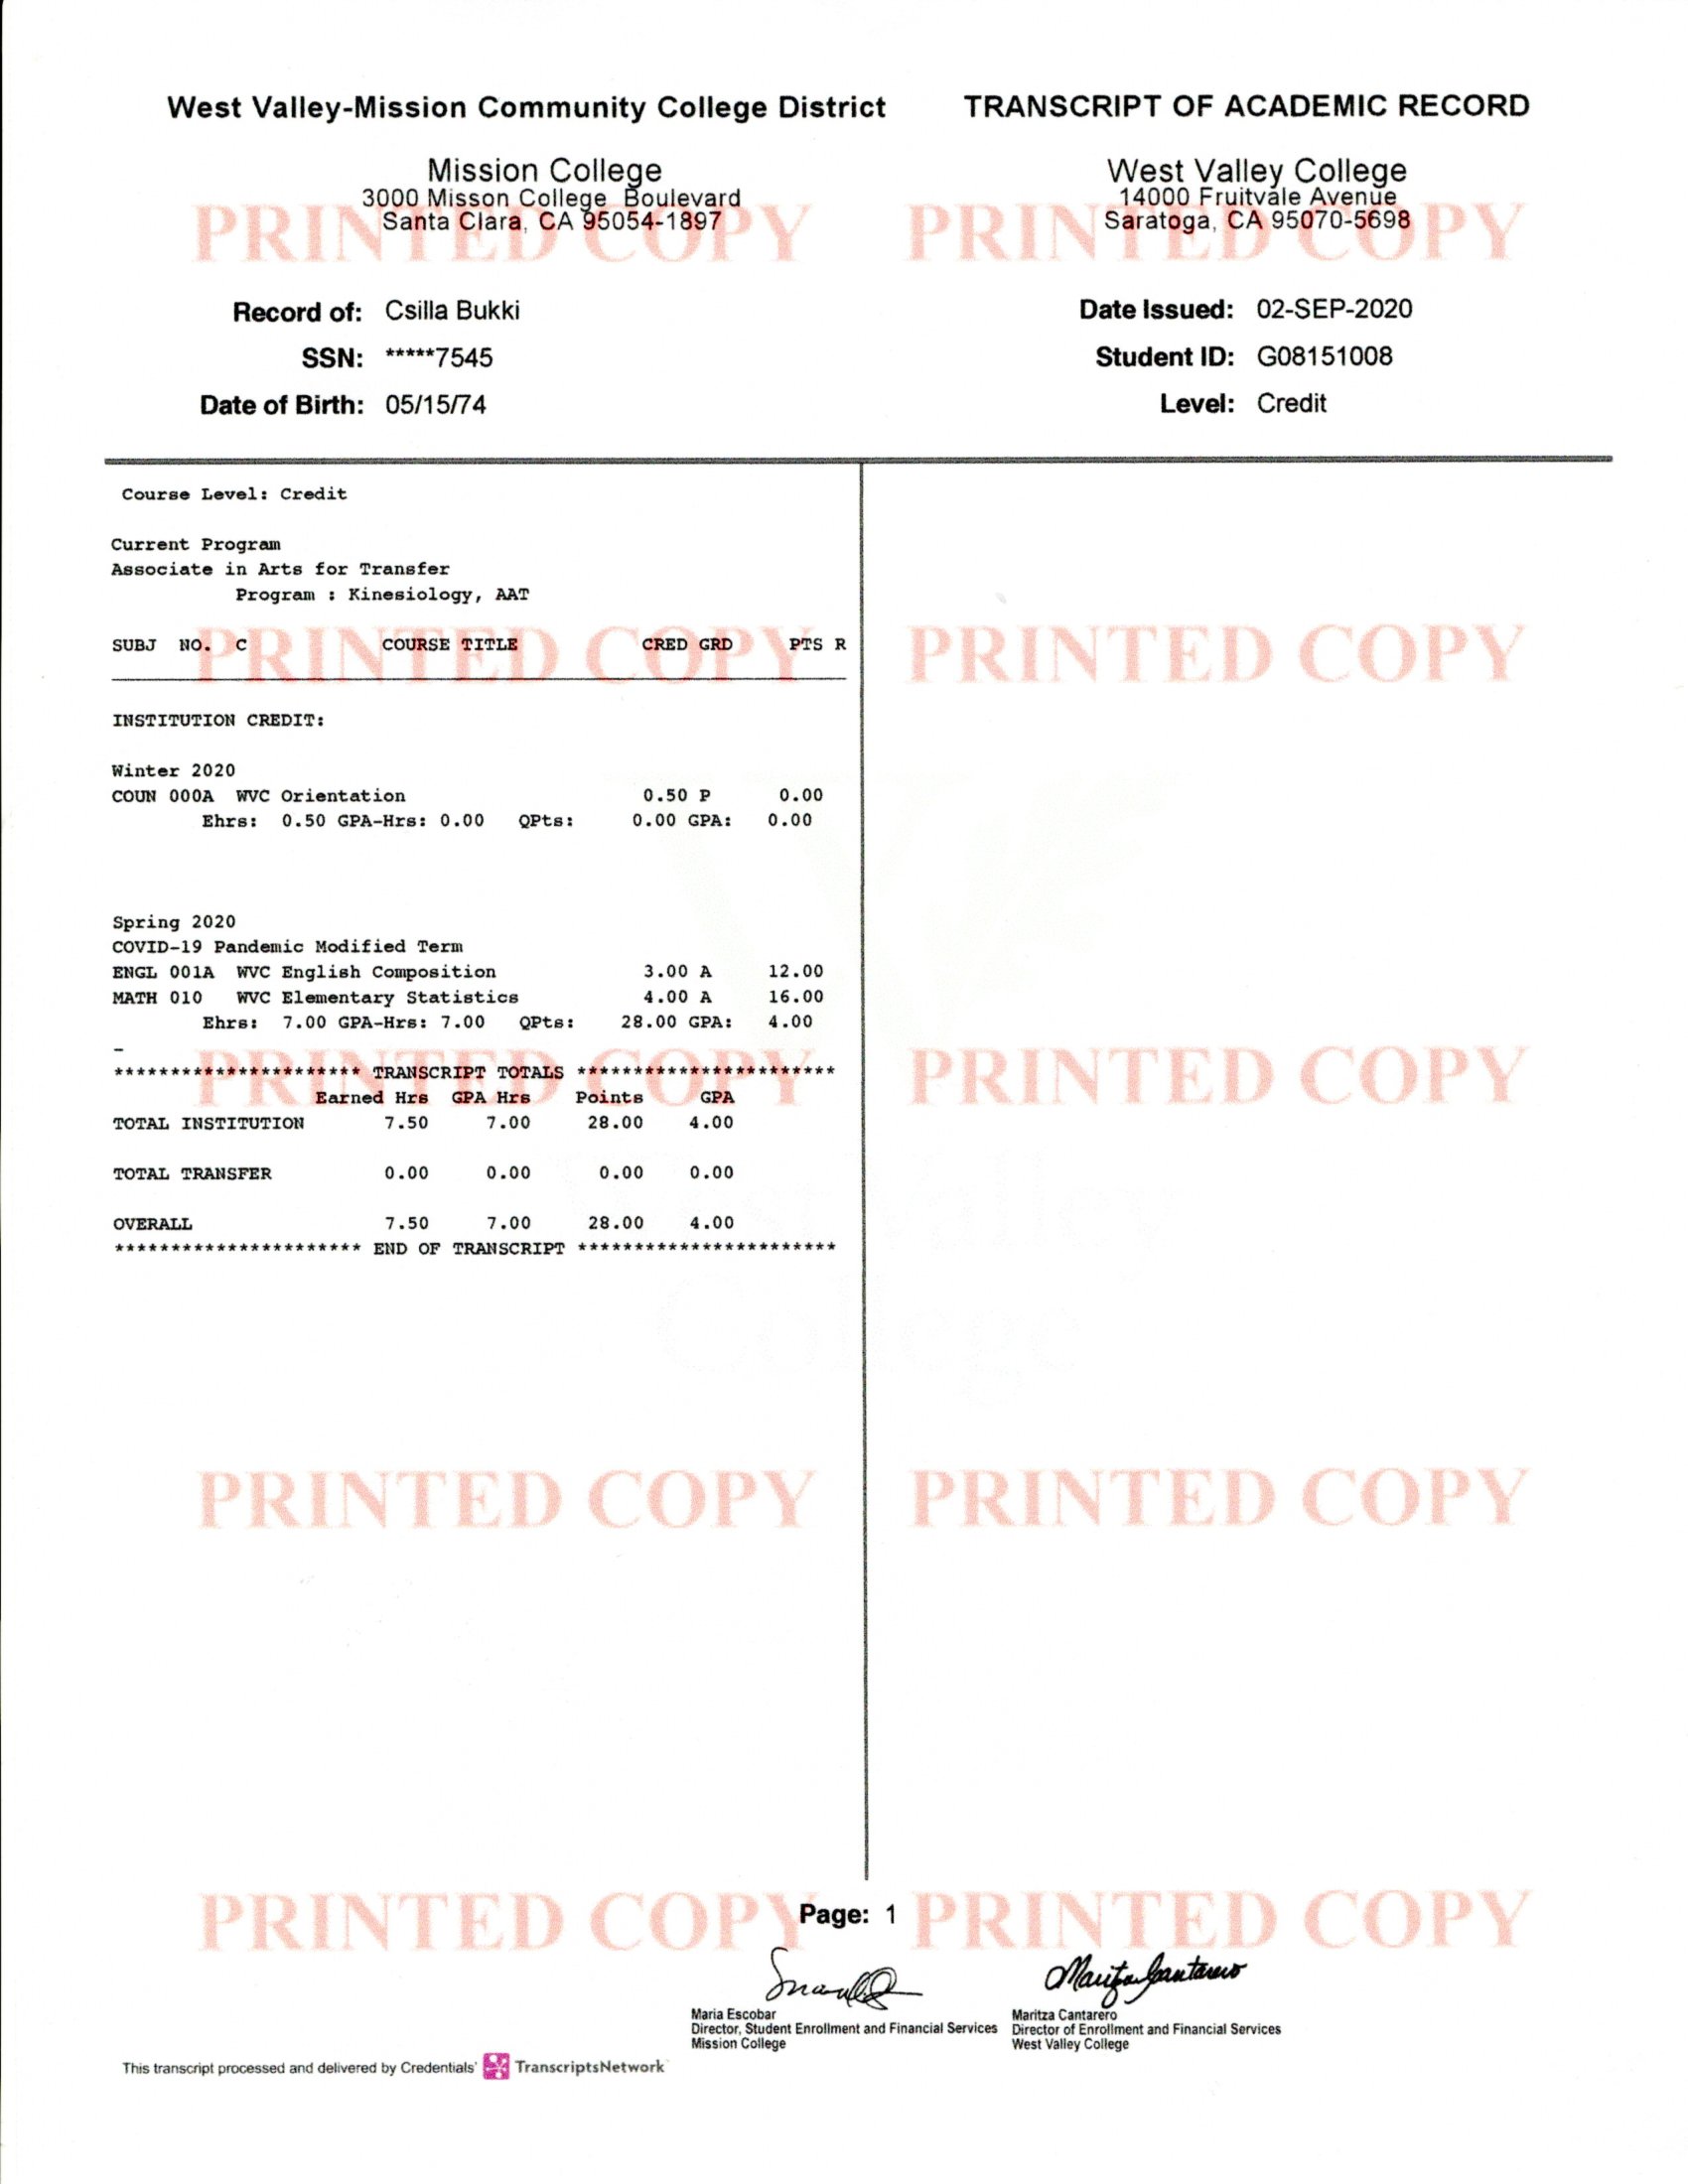 West Valley-Mission Community College District
TRANSCRIPT OF ACADEMIC RECORD
Mission College
3000 Misson College Boulevard
Santa Clara, CA 95054-1897
West Valley College
14000 Fruitvale Avenue
Saratoga, CA 95070-5698
PRINTED COPY PRINTED COPY
Record of: Csilla Bukki
SSN: *****7545
Date of Birth: 05/15/74
Date Issued: 02-SEP-2020
Student ID: G08151008
Level: Credit
Course Level: Credit
Current Program
Associate in Arts for Transfer
Program : Kinesiology, AAT
SUBJ NO. C COURSE TITLE CRED GRD PTS R
PRINTED COPY PRINTED COPY
INSTITUTION CREDIT:
Winter 2020
COUN 000A WVC Orientation 0.50 P 0.00
Ehrs: 0.50 GPA-Hrs: 0.00 QPts: 0.00 GPA: 0.00
Spring 2020
COVID-19 Pandemic Modified Term
ENGL 001A WVC English Composition 3.00 A 12.00
MATH 010 WVC Elementary Statistics 4.00 A 16.00
Ehrs: 7.00 GPA-Hrs: 7.00 QPts: 28.00 GPA: 4.00
_
PRINTED COPY PRINTED COPY
********************** TRANSCRIPT TOTALS ***********************
Earned Hrs GPA Hrs Points GPA
TOTAL INSTITUTION 7.50 7.00 28.00 4.00
TOTAL TRANSFER 0.00 0.00 0.00 0.00
OVERALL 7.50 7.00 28.00 4.00
********************** END OF TRANSCRIPT ***********************
West Valley
College
PRINTED COPY PRINTED COPY
PRINTED COPY PRINTED COPY
Page: 1
Maria Escobar
Director, Student Enrollment and Financial Services
Mission College
Maritza Cantarero
Maritza Cantarero
Director of Enrollment and Financial Services
West Valley College
This transcript processed and delivered by Credentials' TranscriptsNetwork